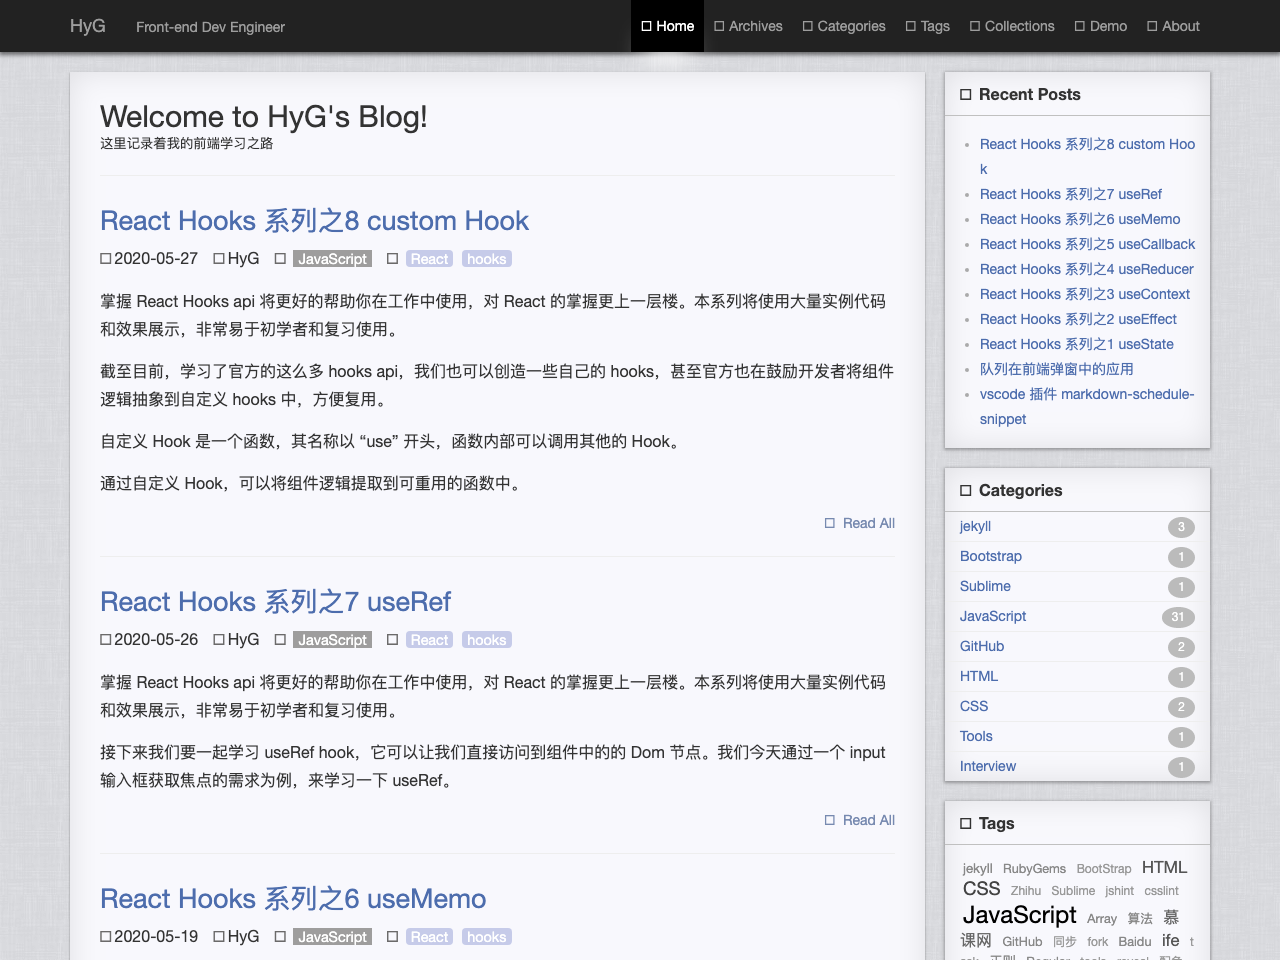 HyG Front-end Dev Engineer Home Archives Categories Tags Collections Demo About
Welcome to HyG's Blog!
这里记录着我的前端学习之路
React Hooks 系列之8 custom Hook
2020-05-27 HyG JavaScript React hooks
掌握 React Hooks api 将更好的帮助你在工作中使用，对 React 的掌握更上一层楼。本系列将使用大量实例代码
和效果展示，非常易于初学者和复习使用。
截至目前，学习了官方的这么多 hooks api，我们也可以创造一些自己的 hooks，甚至官方也在鼓励开发者将组件
逻辑抽象到自定义 hooks 中，方便复用。
自定义 Hook 是一个函数，其名称以 “use” 开头，函数内部可以调用其他的 Hook。
通过自定义 Hook，可以将组件逻辑提取到可重用的函数中。
Read All
React Hooks 系列之7 useRef
2020-05-26 HyG JavaScript React hooks
掌握 React Hooks api 将更好的帮助你在工作中使用，对 React 的掌握更上一层楼。本系列将使用大量实例代码
和效果展示，非常易于初学者和复习使用。
接下来我们要一起学习 useRef hook，它可以让我们直接访问到组件中的的 Dom 节点。我们今天通过一个 input
输入框获取焦点的需求为例，来学习一下 useRef。
Read All
React Hooks 系列之6 useMemo
2020-05-19 HyG JavaScript React hooks
Recent Posts
React Hooks 系列之8 custom Hoo
k
React Hooks 系列之7 useRef
React Hooks 系列之6 useMemo
React Hooks 系列之5 useCallback
React Hooks 系列之4 useReducer
React Hooks 系列之3 useContext
React Hooks 系列之2 useEffect
React Hooks 系列之1 useState
队列在前端弹窗中的应用
vscode 插件 markdown-schedule-
snippet
Categories
jekyll 3
Bootstrap 1
Sublime 1
JavaScript 31
GitHub 2
HTML 1
CSS 2
Tools 1
Interview 1
Tags
jekyll RubyGems BootStrap HTML
CSS Zhihu Sublime jshint csslint
JavaScript Array 算法 慕
课网 GitHub 同步 fork Baidu ife t